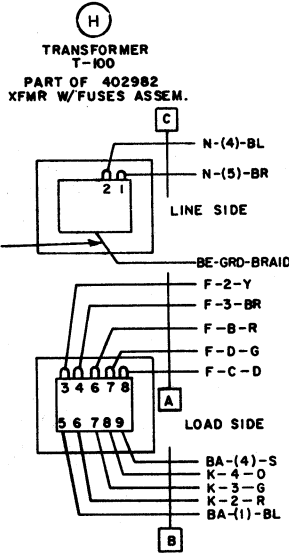 H
TRANSFORMER
T-100
PART OF 402982
XFMR W/FUSES ASSEM.
C
N-(4)-BL
N-(5)-BR
2 1
LINE SIDE
BE-GRD-BRAID
F-2-Y
F-3-BR
F-B-R
F-D-G
F-C-D
3 4 6 7 8
A
5 6 7 8 9
LOAD SIDE
BA-(4)-S
K-4-O
K-3-G
K-2-R
BA-(1)-BL
B